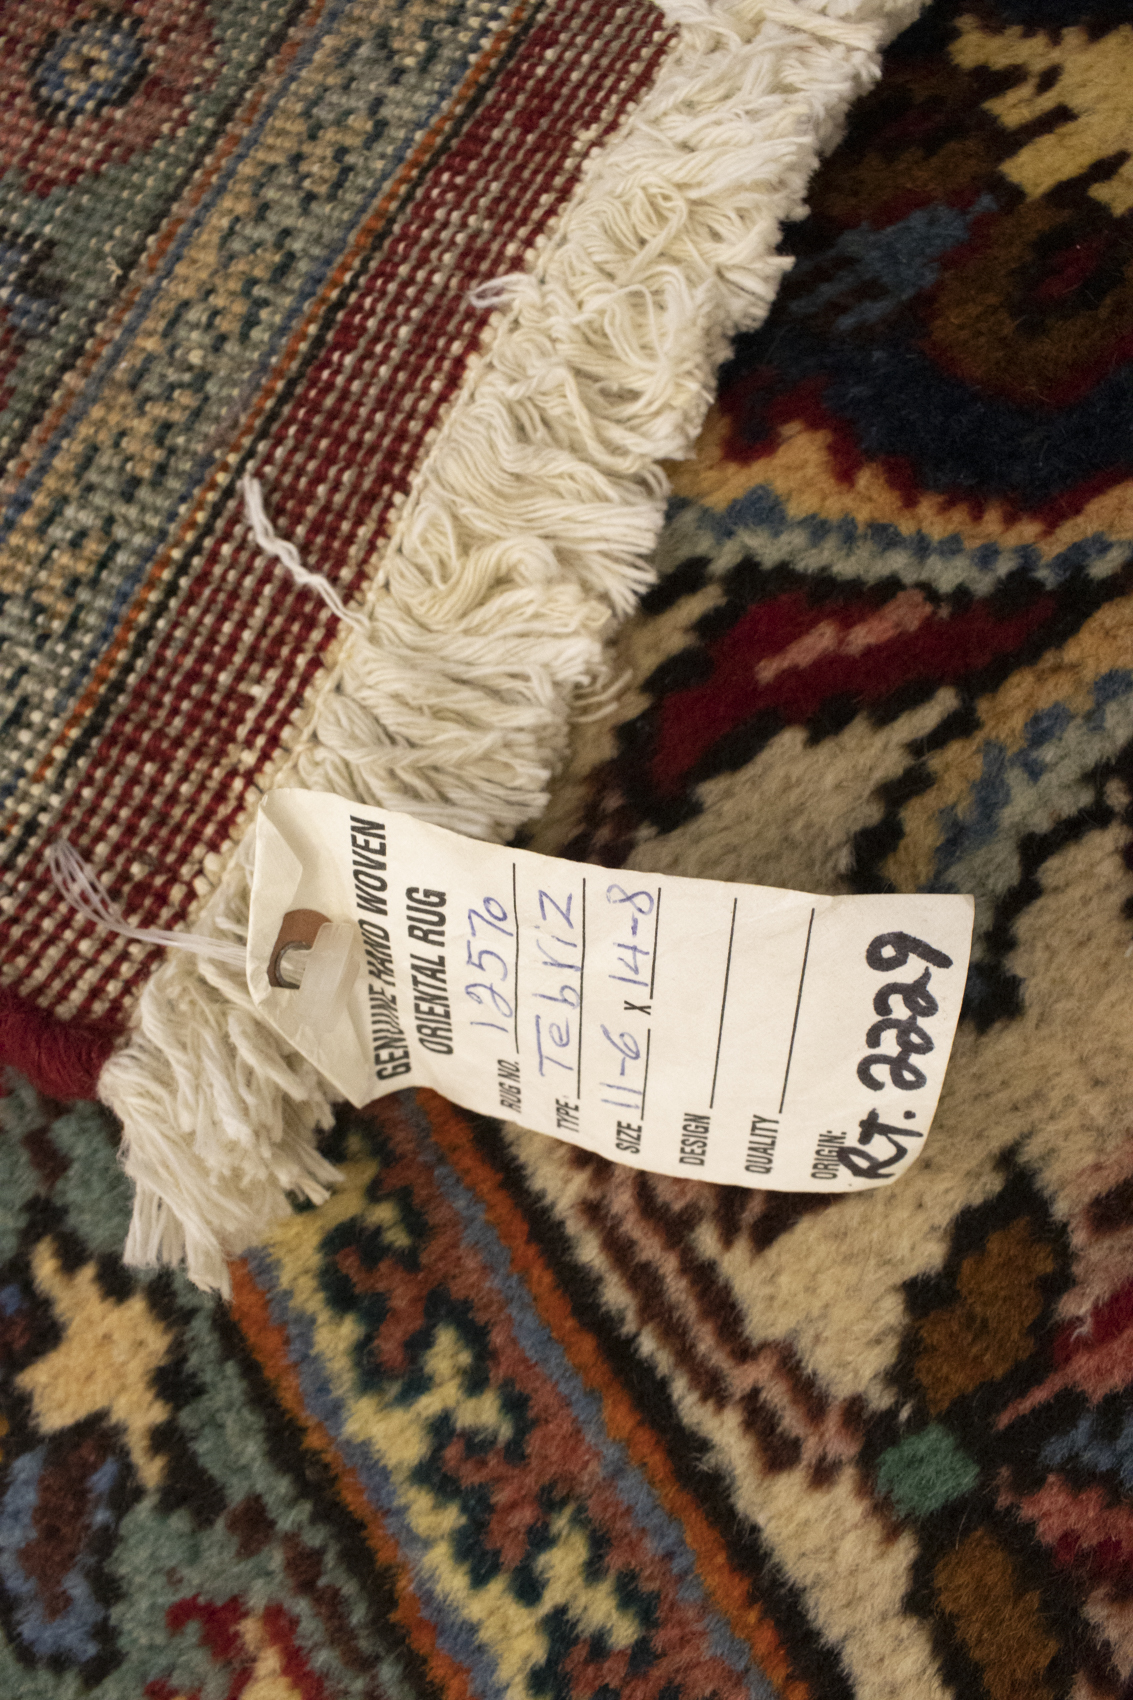 GENUINE HAND WOVEN
ORIENTAL RUG
RUG NO. 12570
TYPE: Tebriz
SIZE 11-6 X 14-8
DESIGN
QUALITY
ORIGIN:
RT. 2229